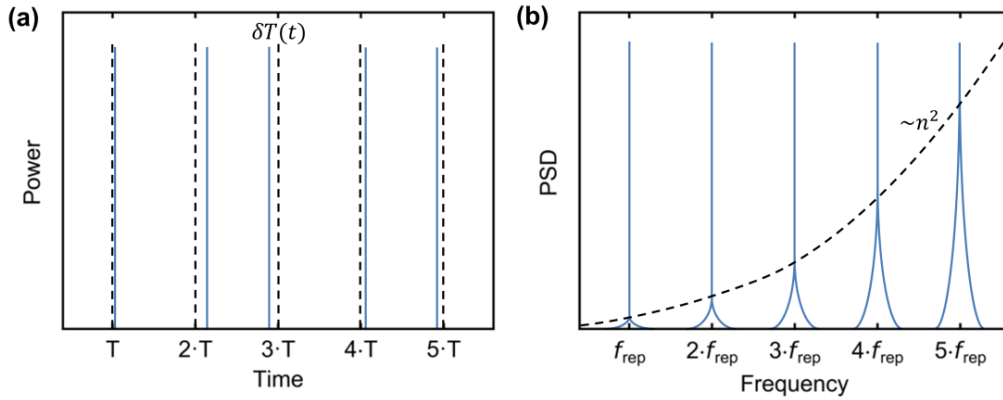 (a)
δT(t)
Power
T 2·T 3·T 4·T 5·T
Time
(b)
~n²
PSD
f_rep 2·f_rep 3·f_rep 4·f_rep 5·f_rep
Frequency